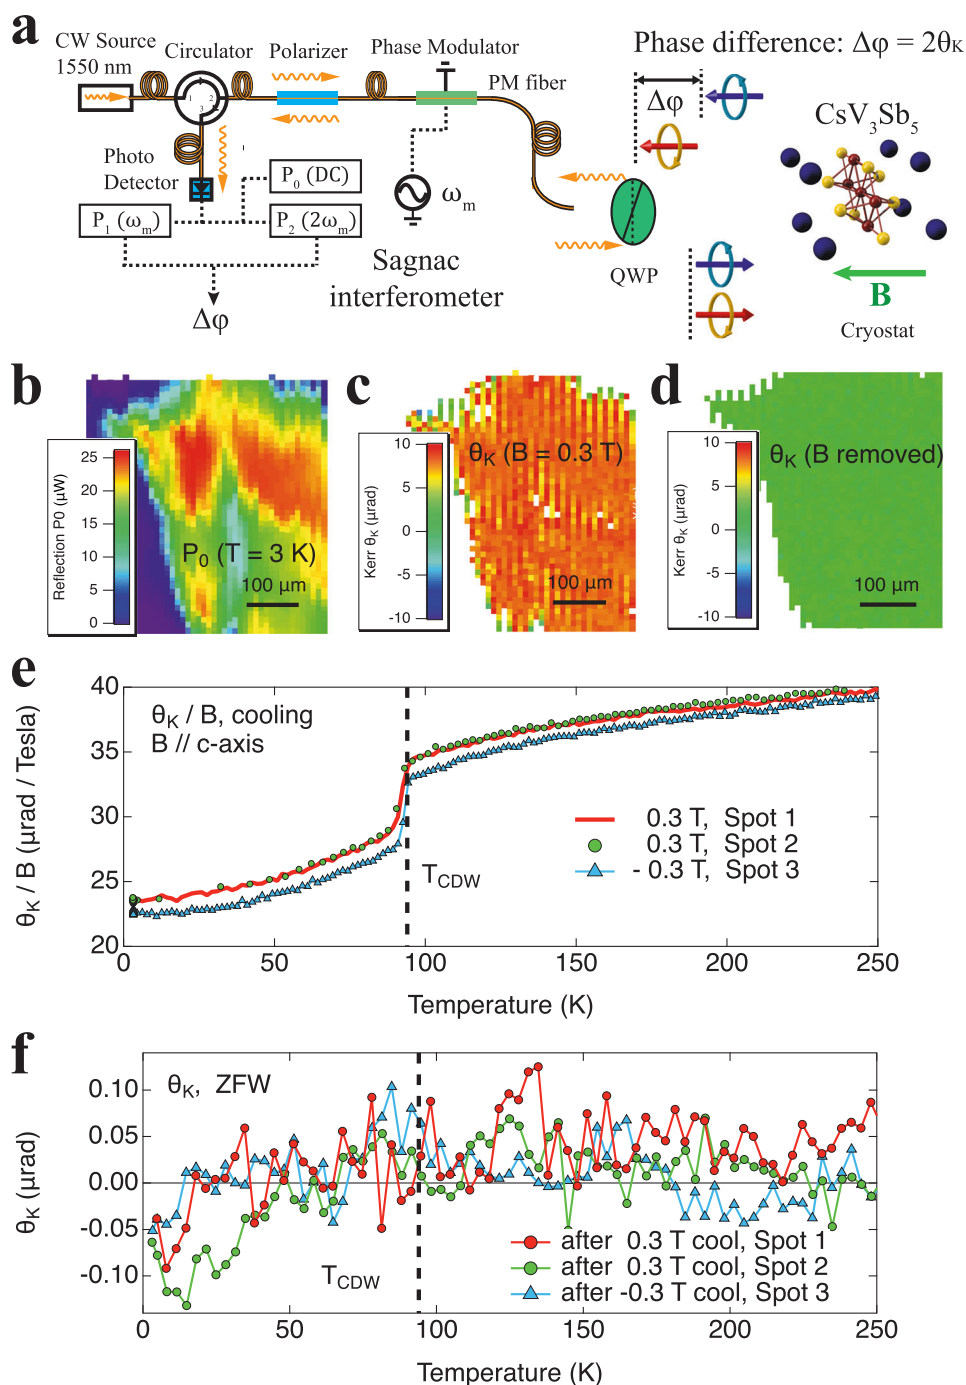 a
CW Source
1550 nm
Circulator
Polarizer
Phase Modulator
PM fiber
Phase difference: Δφ = 2θK
Δφ
CsV3Sb5
1
2
3
Photo
Detector
P0 (DC)
P1 (ωm)
P2 (2ωm)
ωm
Δφ
Sagnac
interferometer
QWP
B
Cryostat
b
Reflection P0 (μW)
25
20
15
10
5
0
P0 (T = 3 K)
100 μm
c
Kerr θK (μrad)
10
5
0
-5
-10
θK (B = 0.3 T)
100 μm
d
Kerr θK (μrad)
10
5
0
-5
-10
θK (B removed)
100 μm
e
θK / B (μrad / Tesla)
40
35
30
25
20
θK / B, cooling
B // c-axis
TCDW
0.3 T, Spot 1
0.3 T, Spot 2
- 0.3 T, Spot 3
0
50
100
150
200
250
Temperature (K)
f
θK (μrad)
0.10
0.05
0.00
-0.05
-0.10
θK, ZFW
TCDW
after 0.3 T cool, Spot 1
after 0.3 T cool, Spot 2
after -0.3 T cool, Spot 3
0
50
100
150
200
250
Temperature (K)